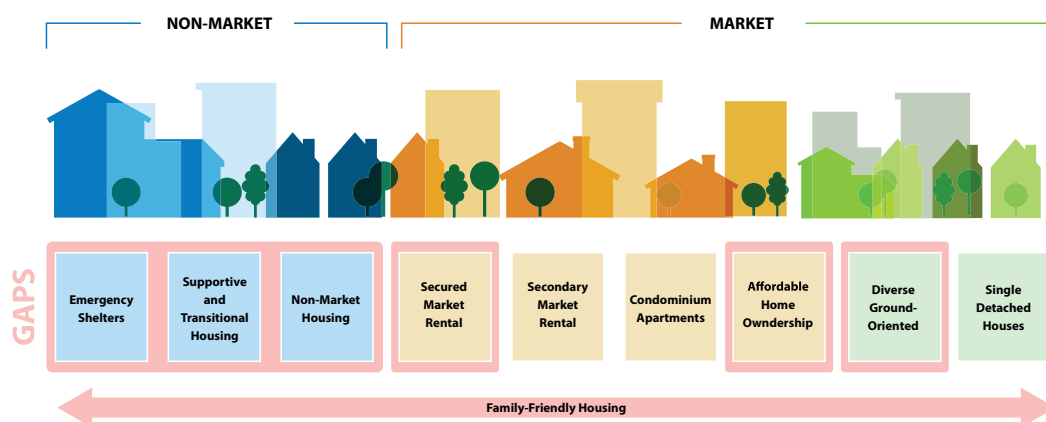 NON-MARKET
MARKET
GAPS
Emergency
Shelters
Supportive
and
Transitional
Housing
Non-Market
Housing
Secured
Market
Rental
Secondary
Market
Rental
Condominium
Apartments
Affordable
Home
Owndership
Diverse
Ground-
Oriented
Single
Detached
Houses
Family-Friendly Housing